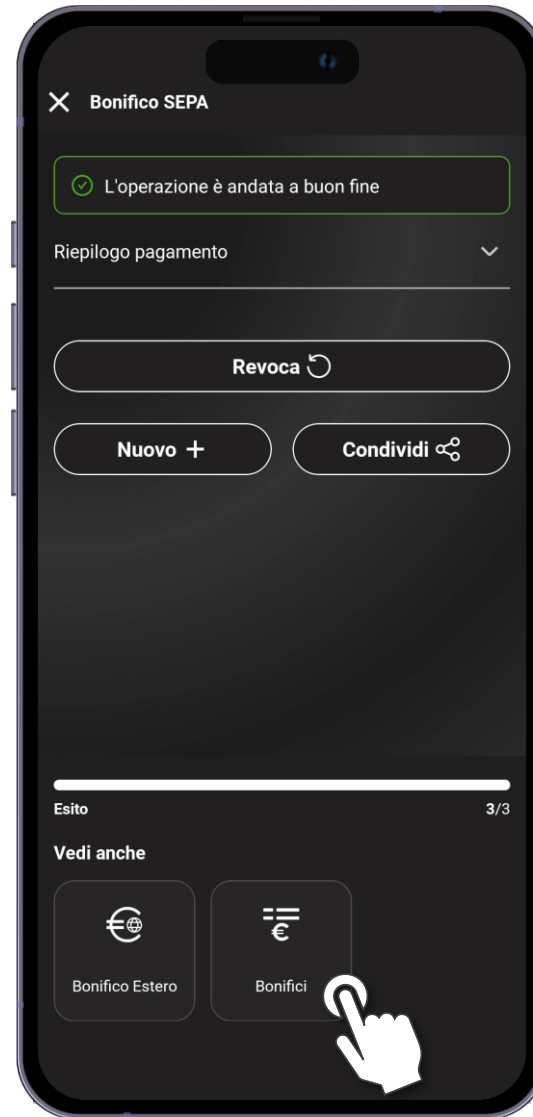 Bonifico SEPA
L'operazione è andata a buon fine
Riepilogo pagamento
Revoca
Nuovo +
Condividi
Esito 3/3
Vedi anche
Bonifico Estero
Bonifici